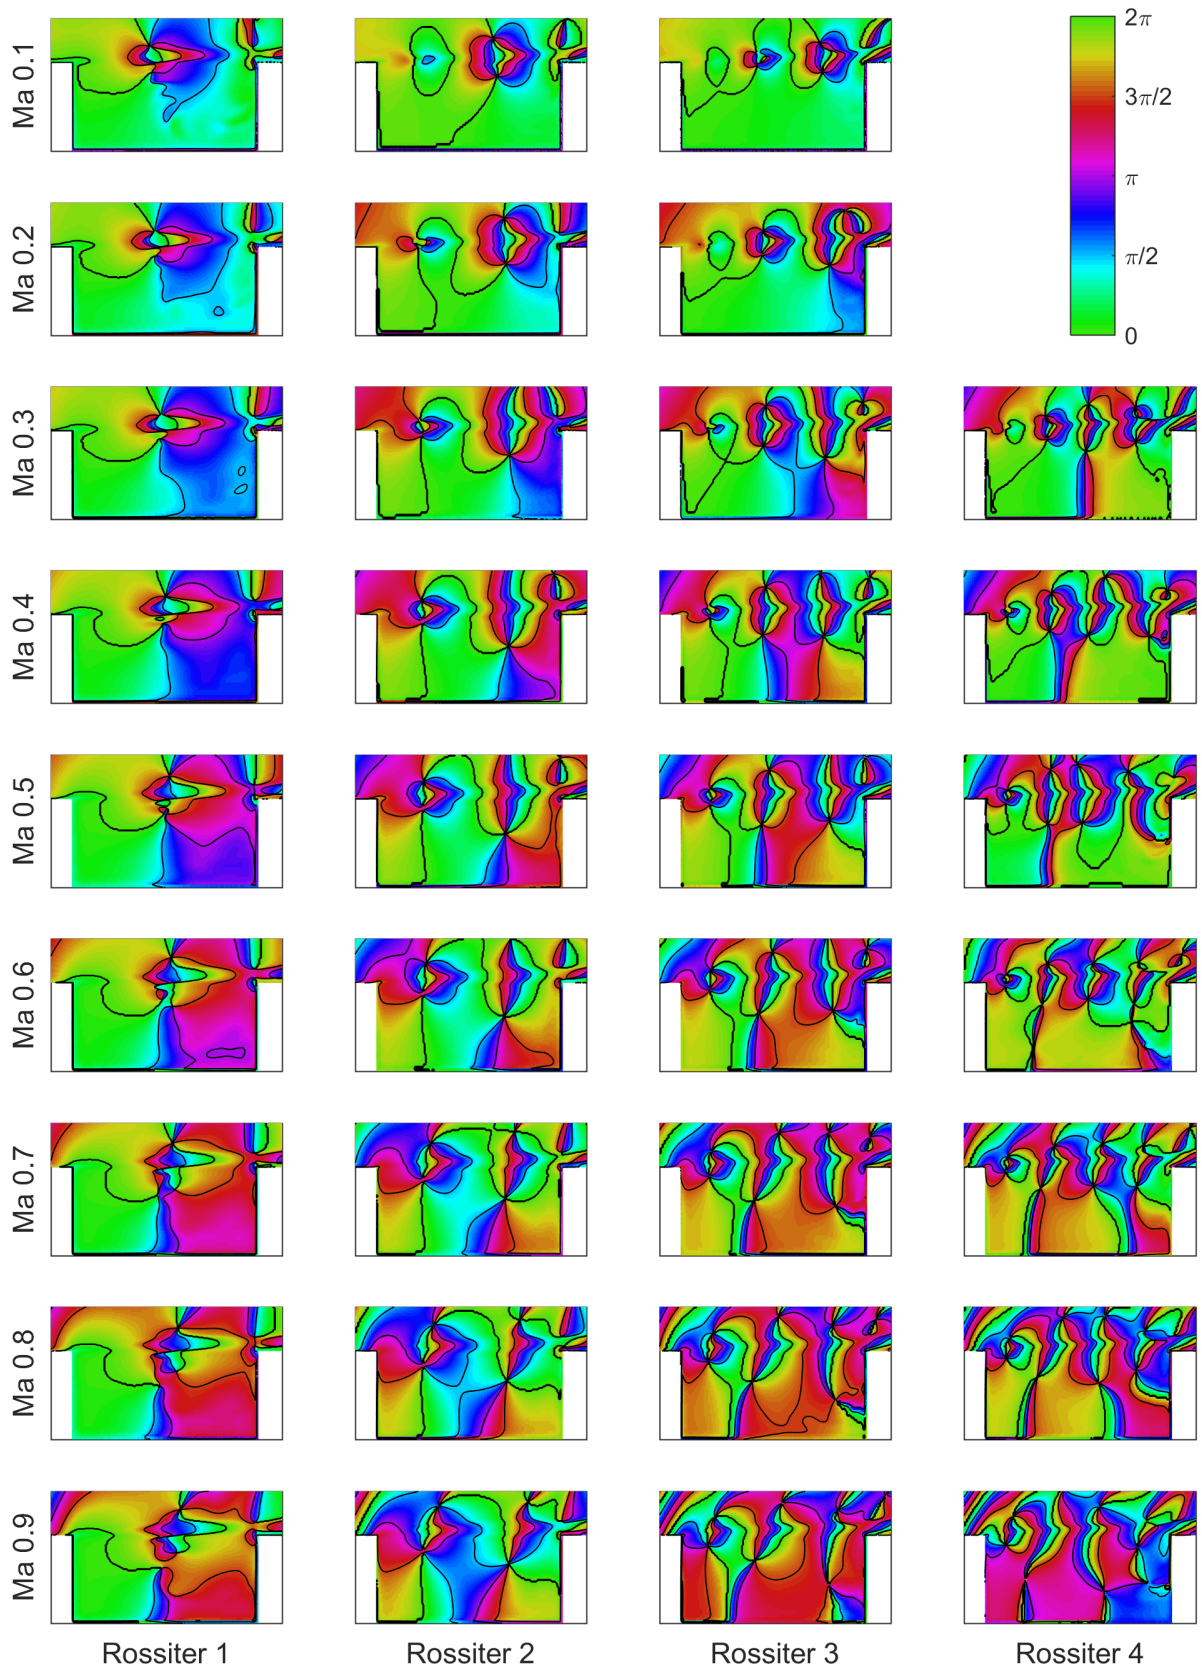 Ma 0.1
2π
3π/2
π
π/2
0
Ma 0.2
Ma 0.3
Ma 0.4
Ma 0.5
Ma 0.6
Ma 0.7
Ma 0.8
Ma 0.9
Rossiter 1
Rossiter 2
Rossiter 3
Rossiter 4